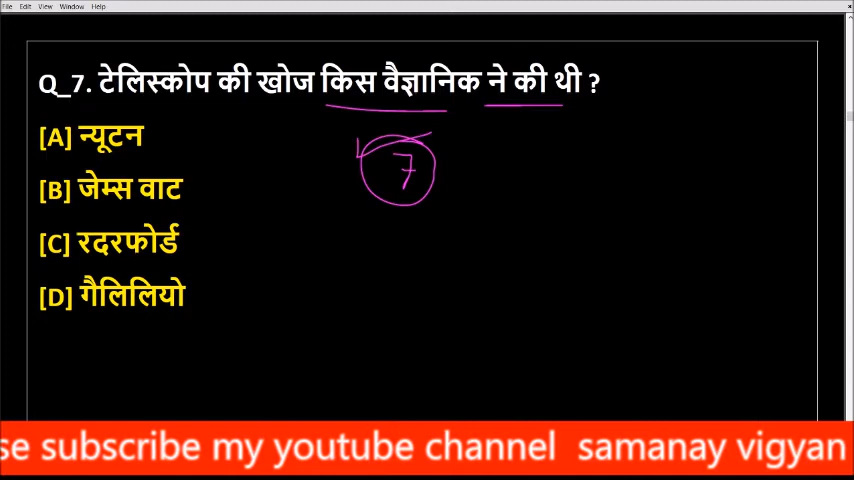 File Edit View Window Help
Q_7. टेलिस्कोप की खोज किस वैज्ञानिक ने की थी ?
[A] न्यूटन
7
[B] जेम्स वाट
[C] रदरफोर्ड
[D] गैलिलियो
se subscribe my youtube channel samanay vigyan